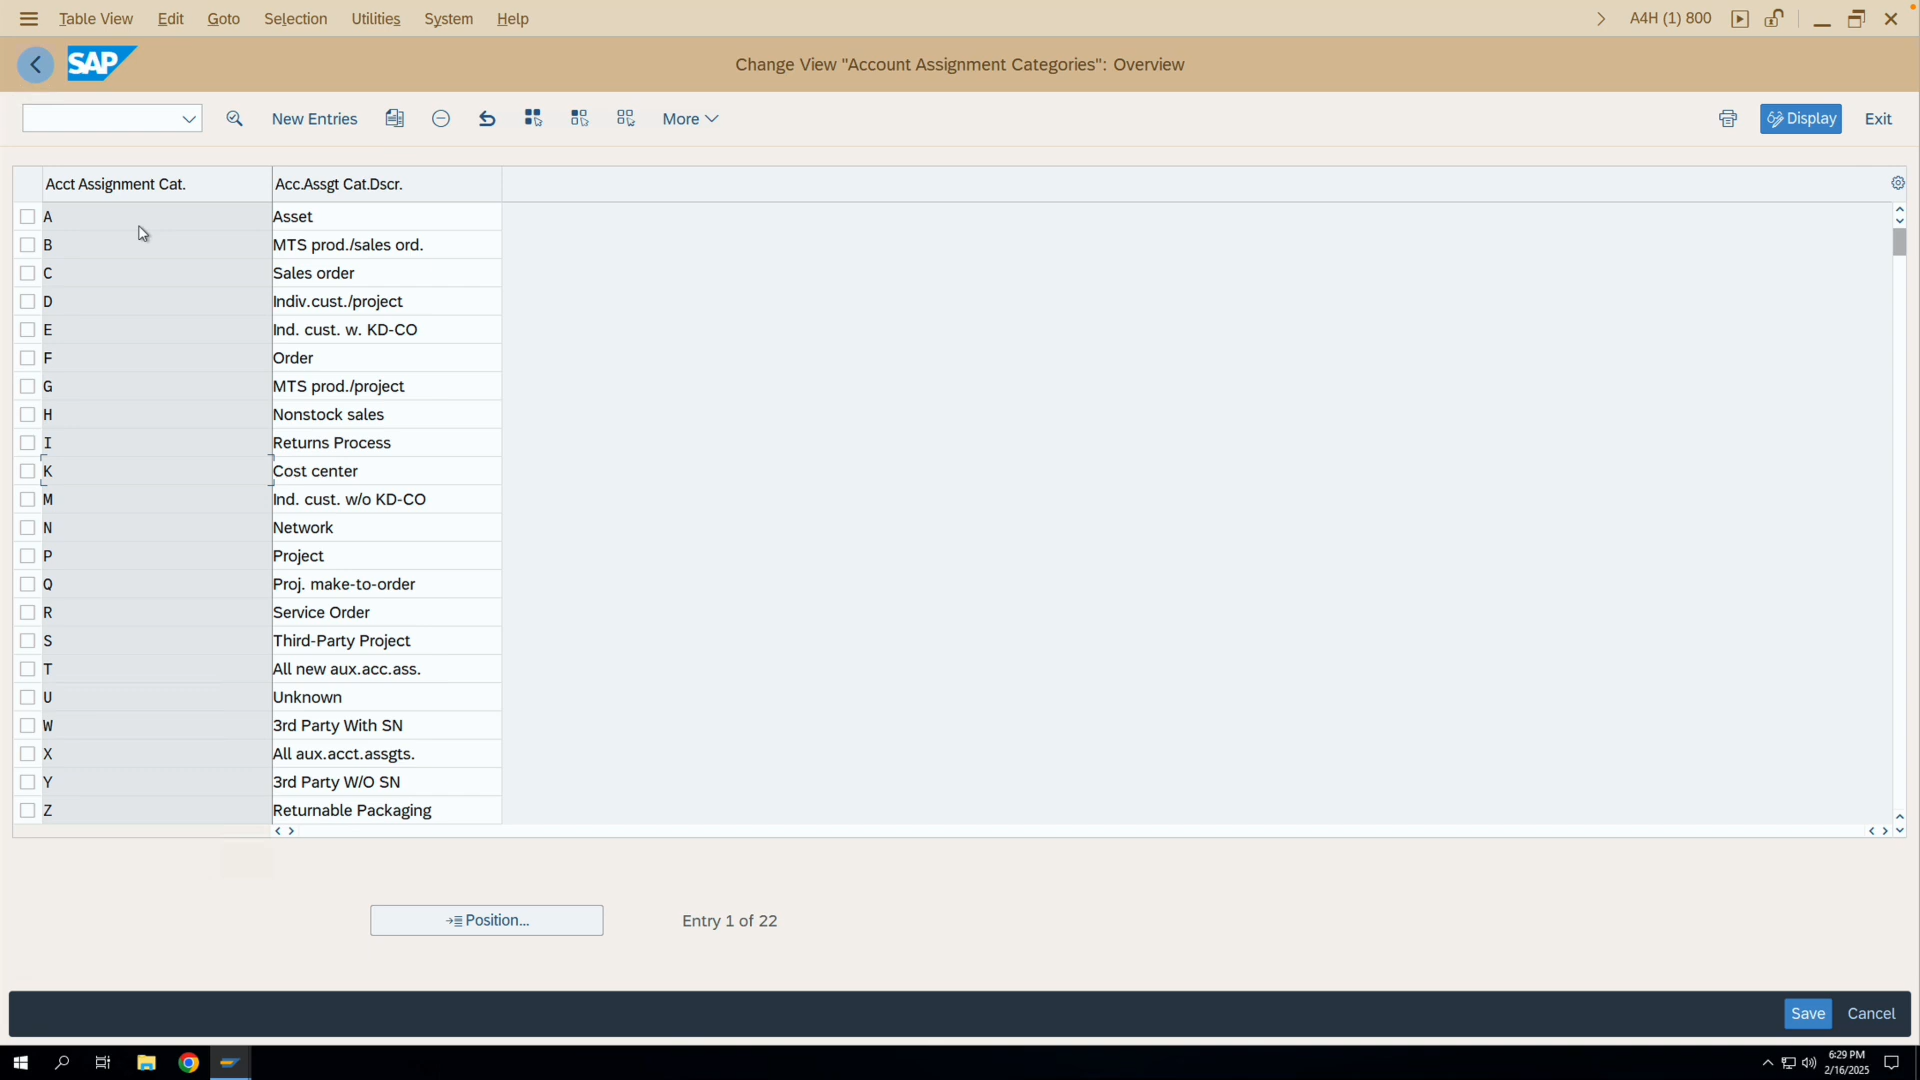 Table View Edit Goto Selection Utilities System Help A4H (1) 800
SAP Change View "Account Assignment Categories": Overview
New Entries More Display Exit
Acct Assignment Cat. Acc.Assgt Cat.Dscr.
A Asset
B MTS prod./sales ord.
C Sales order
D Indiv.cust./project
E Ind. cust. w. KD-CO
F Order
G MTS prod./project
H Nonstock sales
I Returns Process
K Cost center
M Ind. cust. w/o KD-CO
N Network
P Project
Q Proj. make-to-order
R Service Order
S Third-Party Project
T All new aux.acc.ass.
U Unknown
W 3rd Party With SN
X All aux.acct.assgts.
Y 3rd Party W/O SN
Z Returnable Packaging
Position... Entry 1 of 22
Save Cancel
6:29 PM
2/16/2025